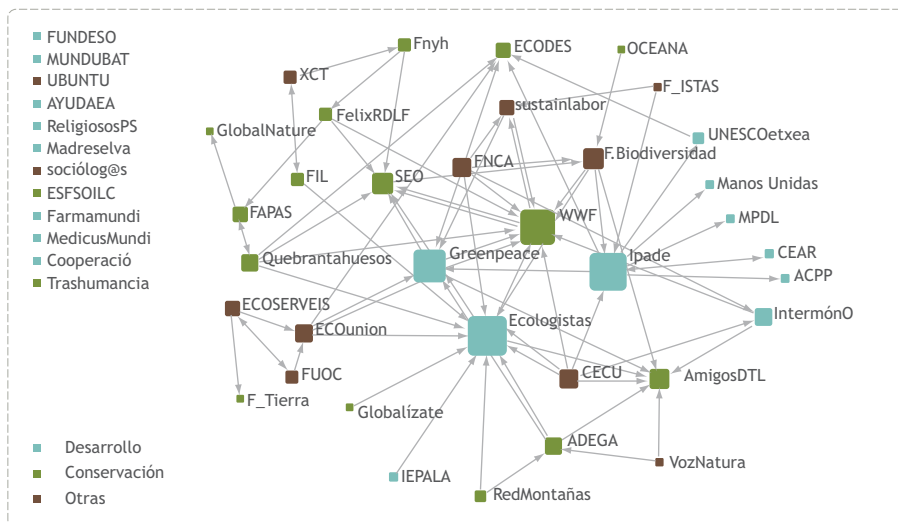 FUNDESO
MUNDUBAT
UBUNTU
AYUDAEA
ReligiososPS
Madreselva
sociólog@s
ESFSOILC
Farmamundi
MedicusMundi
Cooperació
Trashumancia
Fnyh
ECODES
OCEANA
XCT
F_ISTAS
sustainlabor
FelixRDLF
GlobalNature
UNESCOetxea
FNCA
F.Biodiversidad
FIL
SEO
Manos Unidas
FAPAS
WWF
MPDL
Quebrantahuesos
Greenpeace
Ipade
CEAR
ACPP
ECOSERVEIS
Ecologistas
IntermónO
ECOunion
FUOC
CECU
AmigosDTL
F_Tierra
Globalízate
ADEGA
VozNatura
IEPALA
RedMontañas
Desarrollo
Conservación
Otras